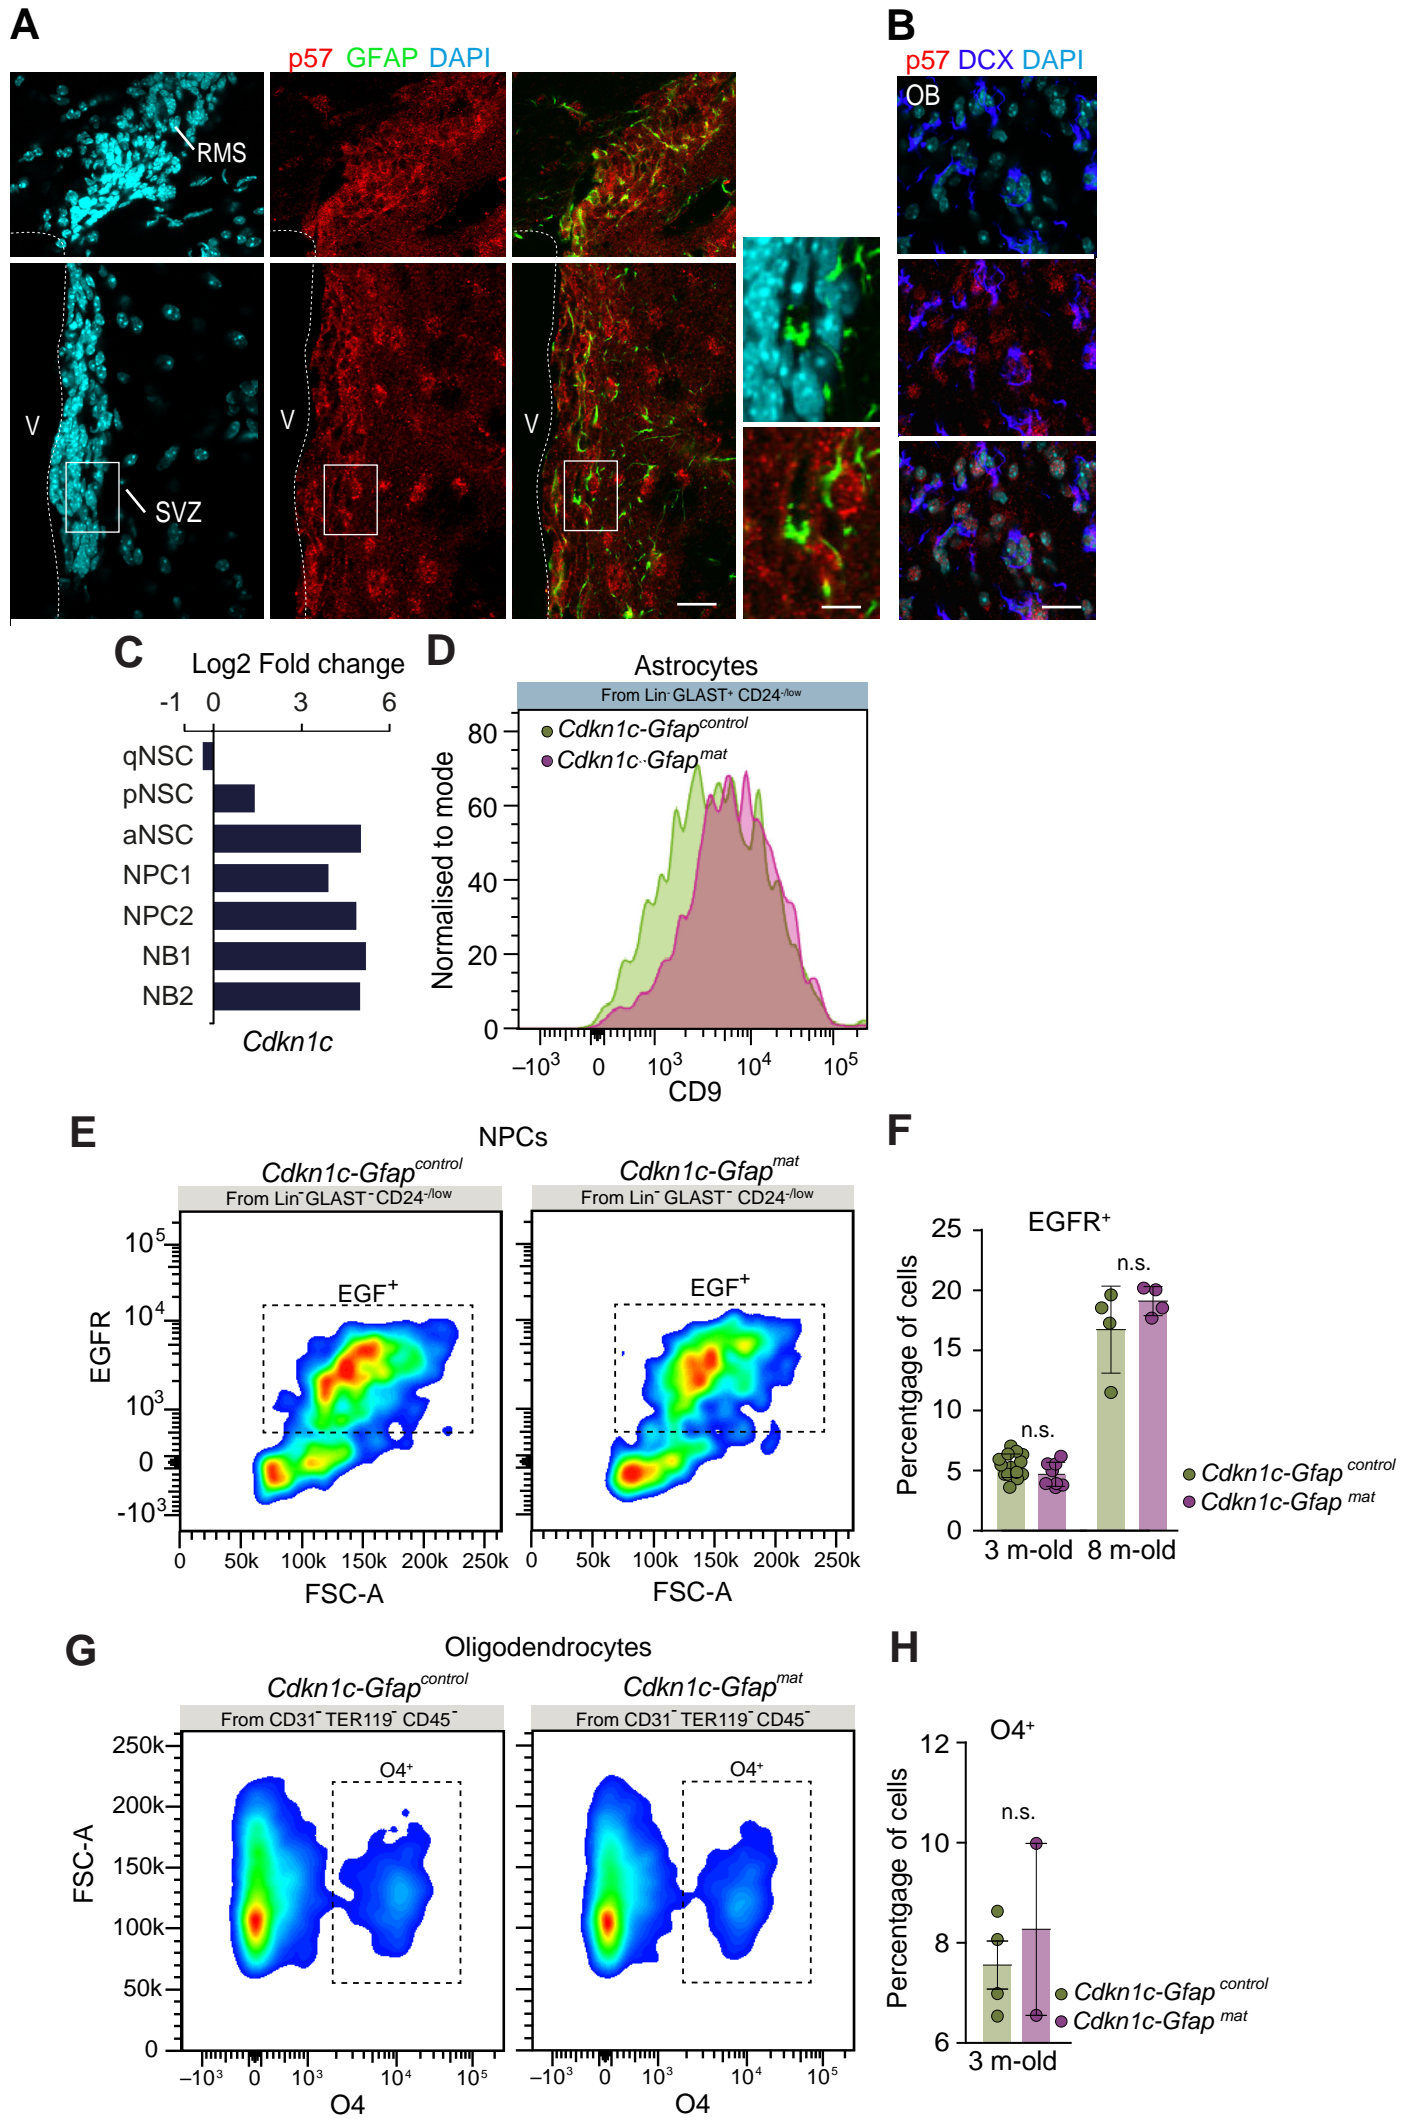 A
p57 GFAP DAPI
RMS
V
SVZ
V
V
B
p57 DCX DAPI
OB
C
Log2 Fold change
-1 0 3 6
qNSC
pNSC
aNSC
NPC1
NPC2
NB1
NB2
Cdkn1c
D
Astrocytes
From Lin- GLAST+ CD24-/low
Cdkn1c-Gfap control
Cdkn1c-Gfap mat
Normalised to mode
80
60
40
20
0
–10³ 0 10³ 10⁴ 10⁵
CD9
E
NPCs
Cdkn1c-Gfap control
From Lin- GLAST- CD24-/low
EGF+
EGFR
10⁵
10⁴
10³
0
-10³
0 50k 100k 150k 200k 250k
FSC-A
Cdkn1c-Gfap mat
From Lin- GLAST- CD24-/low
EGF+
0 50k 100k 150k 200k 250k
FSC-A
F
EGFR+
Percentgage of cells
25
20
15
10
5
0
n.s.
n.s.
3 m-old 8 m-old
Cdkn1c-Gfap control
Cdkn1c-Gfap mat
G
Oligodendrocytes
Cdkn1c-Gfap control
From CD31- TER119- CD45-
O4+
FSC-A
250k
200k
150k
100k
50k
0
–10³ 0 10³ 10⁴ 10⁵
O4
Cdkn1c-Gfap mat
From CD31- TER119- CD45-
O4+
–10³ 0 10³ 10⁴ 10⁵
O4
H
O4+
Percentgage of cells
12
10
8
6
n.s.
3 m-old
Cdkn1c-Gfap control
Cdkn1c-Gfap mat